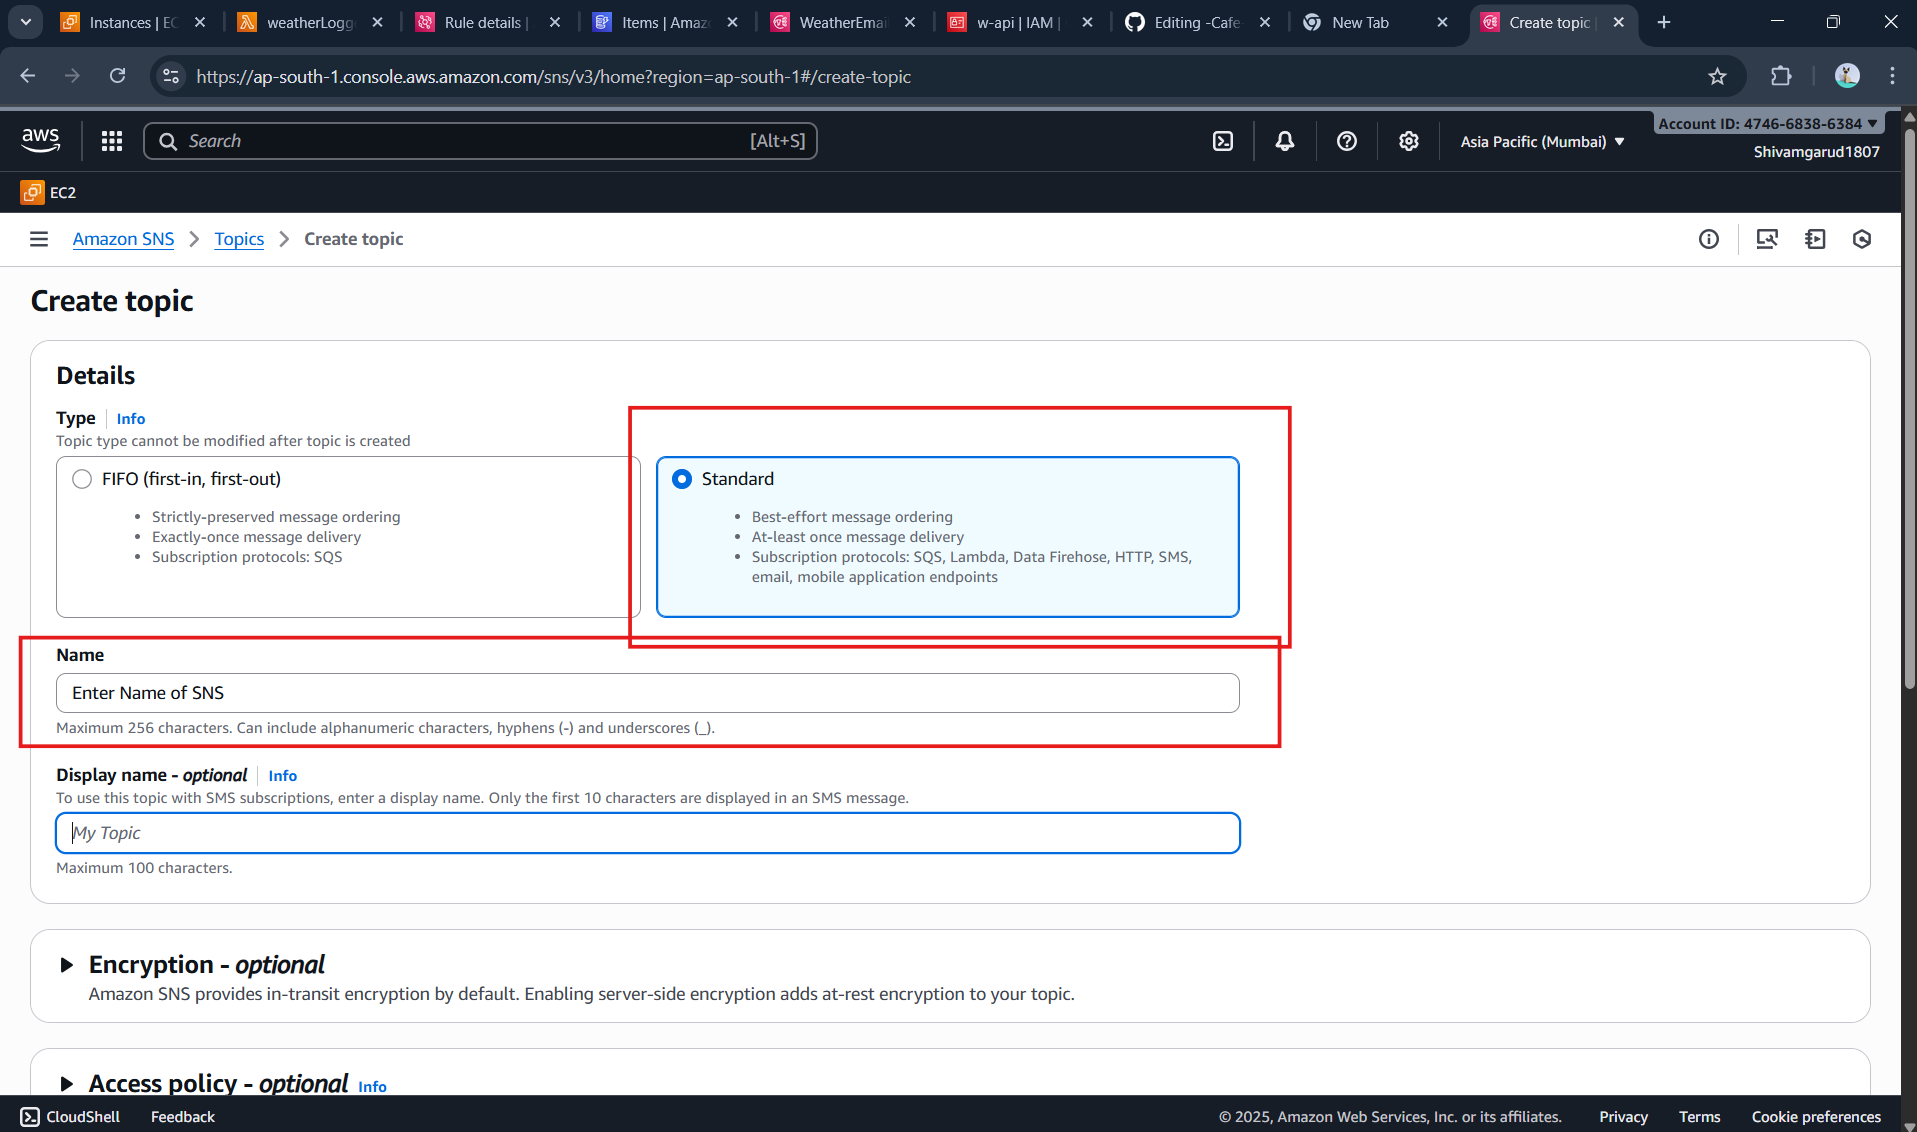 Instances | EC
weatherLogg
Rule details |
Items | Amaz
WeatherEmai
w-api | IAM |
Editing -Cafe
New Tab
Create topic |
https://ap-south-1.console.aws.amazon.com/sns/v3/home?region=ap-south-1#/create-topic
aws
Search
[Alt+S]
Asia Pacific (Mumbai)
Account ID: 4746-6838-6384
Shivamgarud1807
EC2
Amazon SNS
Topics
Create topic
Create topic
Details
Type
Info
Topic type cannot be modified after topic is created
FIFO (first-in, first-out)
• Strictly-preserved message ordering
• Exactly-once message delivery
• Subscription protocols: SQS
Standard
• Best-effort message ordering
• At-least once message delivery
• Subscription protocols: SQS, Lambda, Data Firehose, HTTP, SMS,
email, mobile application endpoints
Name
Enter Name of SNS
Maximum 256 characters. Can include alphanumeric characters, hyphens (-) and underscores (_).
Display name - optional
Info
To use this topic with SMS subscriptions, enter a display name. Only the first 10 characters are displayed in an SMS message.
My Topic
Maximum 100 characters.
Encryption - optional
Amazon SNS provides in-transit encryption by default. Enabling server-side encryption adds at-rest encryption to your topic.
Access policy - optional
Info
CloudShell
Feedback
© 2025, Amazon Web Services, Inc. or its affiliates.
Privacy
Terms
Cookie preferences